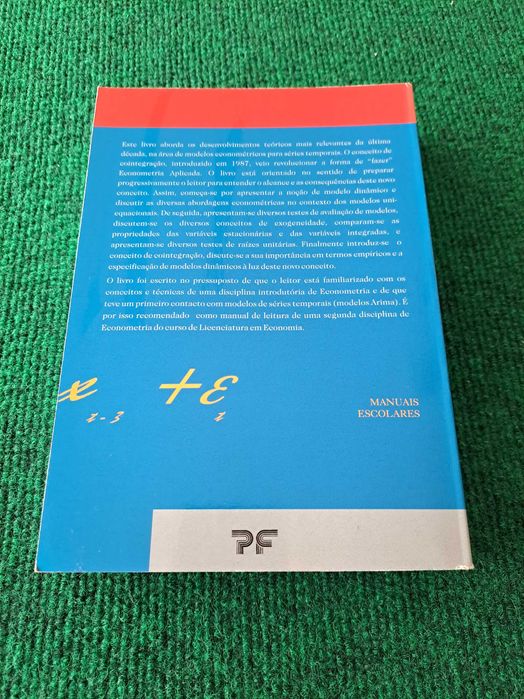 Este livro aborda os desenvolvimentos teóricos mais relevantes da última
década, na área de modelos econométricos para séries temporais. O conceito de
cointegração, introduzido em 1987, veio revolucionar a forma de “fazer”
Econometria Aplicada. O livro está orientado no sentido de preparar
progressivamente o leitor para entender o alcance e as consequências deste novo
conceito. Assim, começa-se por apresentar a noção de modelo dinâmico e
discutir as diversas abordagens econométricas no contexto dos modelos uni-
equacionais. De seguida, apresentam-se diversos testes de avaliação de modelos,
discutem-se os diversos conceitos de exogeneidade, comparam-se as
propriedades das variáveis estacionárias e das variáveis integradas, e
apresentam-se diversos testes de raízes unitárias. Finalmente introduz-se o
conceito de cointegração, discute-se a sua importância em termos empíricos e a
especificação de modelos dinâmicos à luz deste novo conceito.
O livro foi escrito no pressuposto de que o leitor está familiarizado com os
conceitos e técnicas de uma disciplina introdutória de Econometria e de que
teve um primeiro contacto com modelos de séries temporais (modelos Arima). É
por isso recomendado como manual de leitura de uma segunda disciplina de
Econometria do curso de Licenciatura em Economia.
x t-3 + ε t
MANUAIS
ESCOLARES
PF